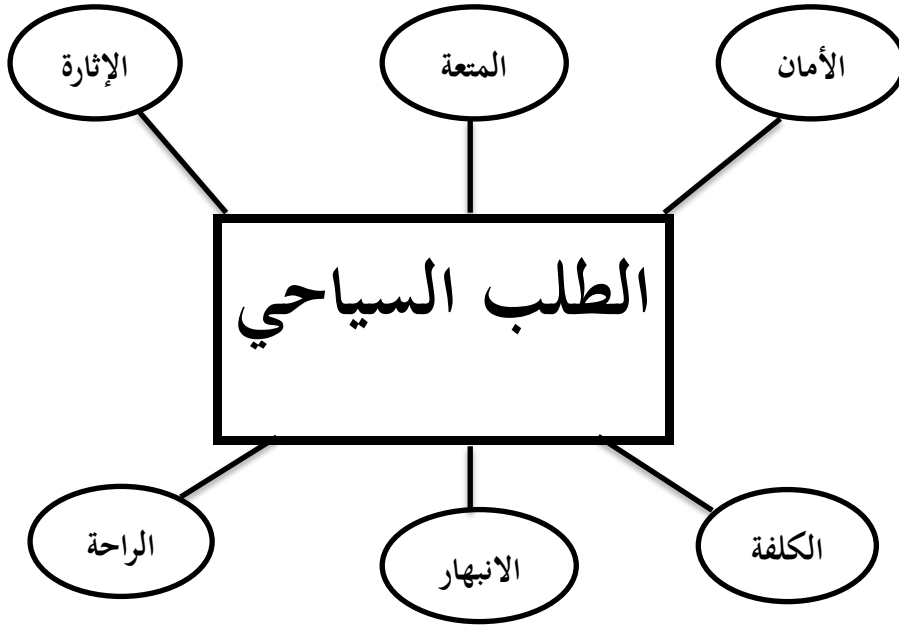 الأمان
المتعة
الإثارة
الطلب السياحي
الكلفة
الانبهار
الراحة